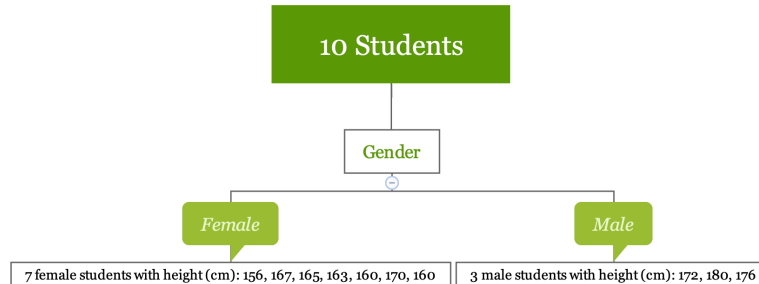 10 Students
Gender
Female
Male
7 female students with height (cm): 156, 167, 165, 163, 160, 170, 160
3 male students with height (cm): 172, 180, 176